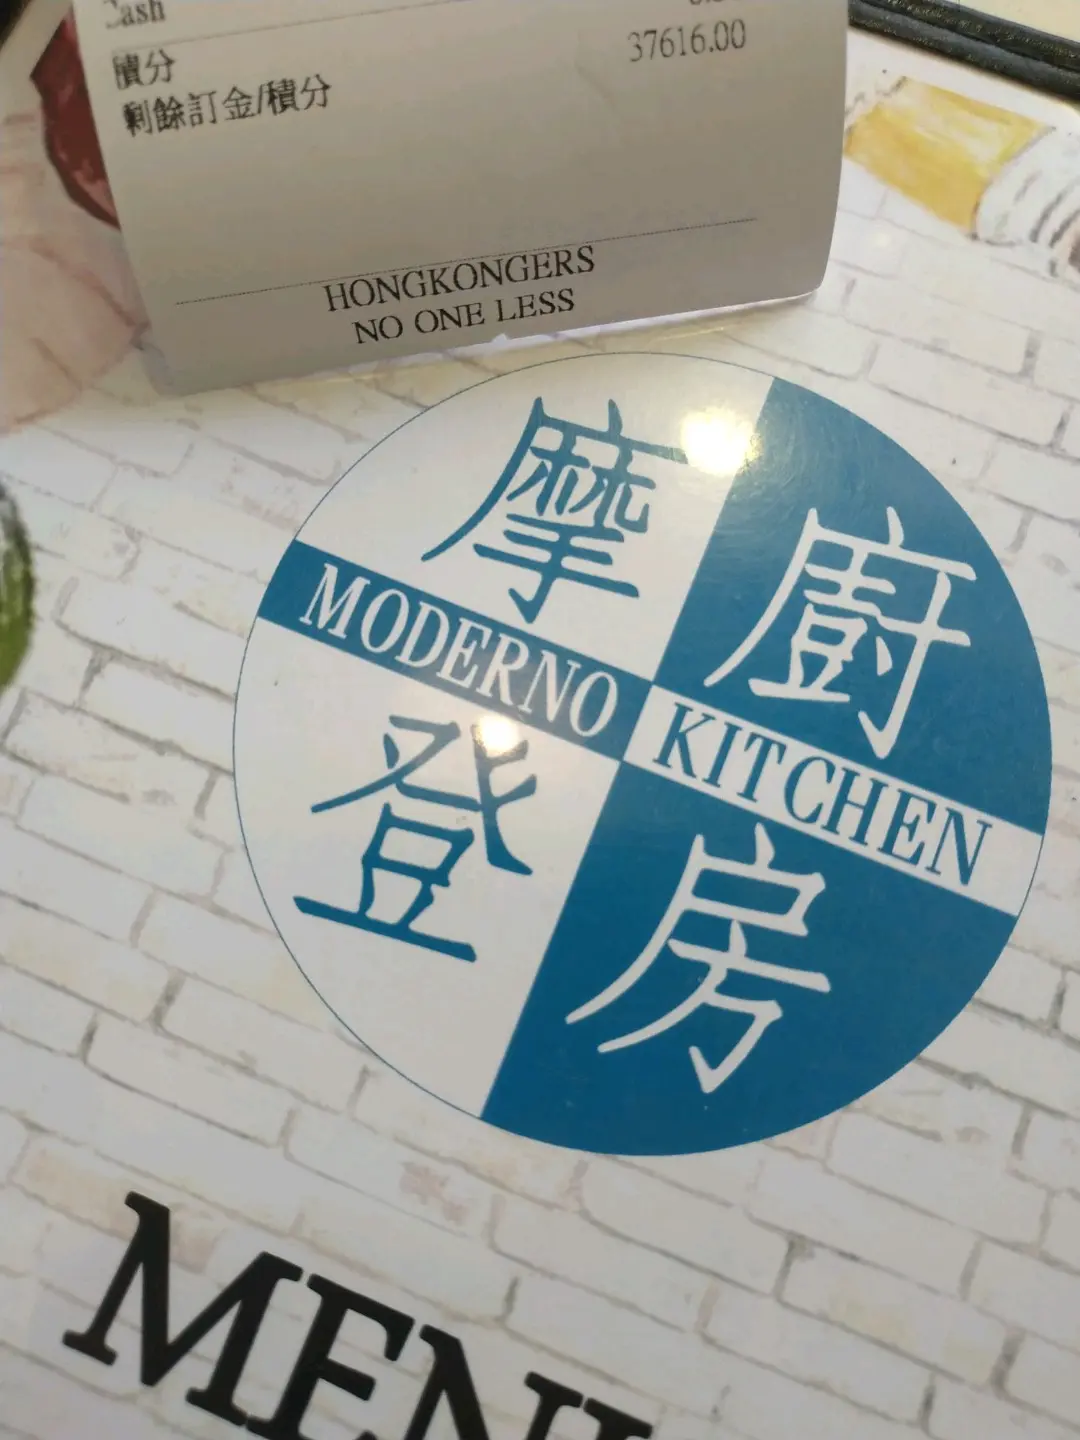 Cash
積分
37616.00
剩餘訂金/積分
HONGKONGERS
NO ONE LESS
摩登
廚房
MODERNO KITCHEN